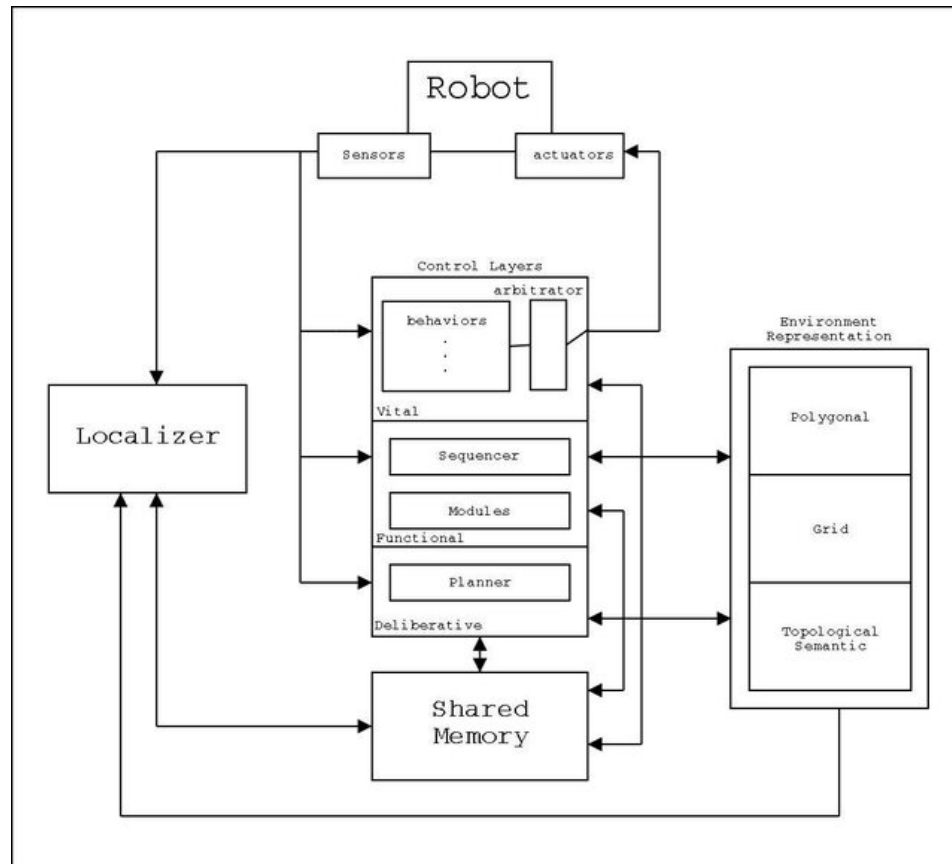 Robot
Sensors
actuators
Control Layers
arbitrator
behaviors
.
.
.
Vital
Environment
Representation
Localizer
Sequencer
Modules
Functional
Planner
Deliberative
Polygonal
Grid
Topological
Semantic
Shared
Memory